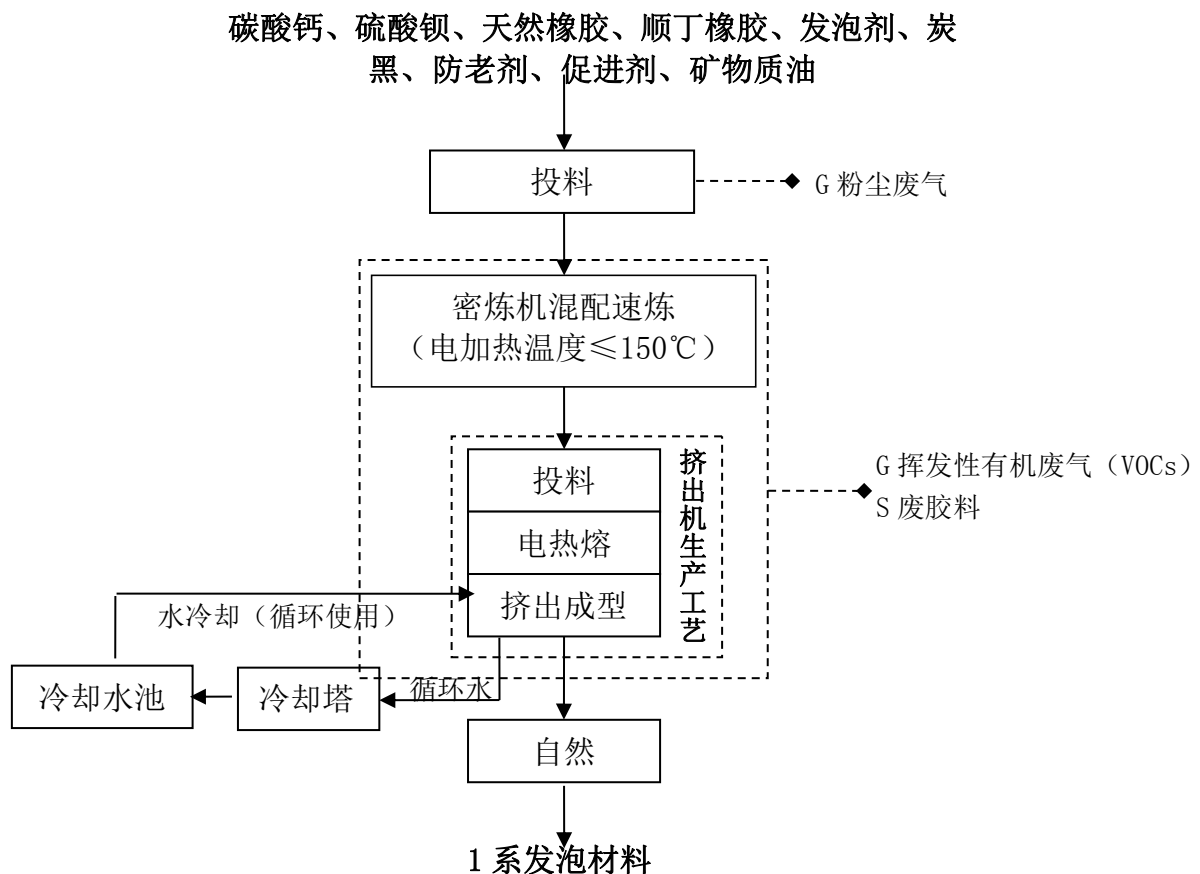 碳酸钙、硫酸钡、天然橡胶、顺丁橡胶、发泡剂、炭
黑、防老剂、促进剂、矿物质油
投料
G 粉尘废气
密炼机混配速炼
（电加热温度≤150℃）
投料
电热熔
挤出成型
挤出机生产工艺
G 挥发性有机废气（VOCs）
S 废胶料
水冷却（循环使用）
冷却水池
冷却塔
循环水
自然
1 系发泡材料